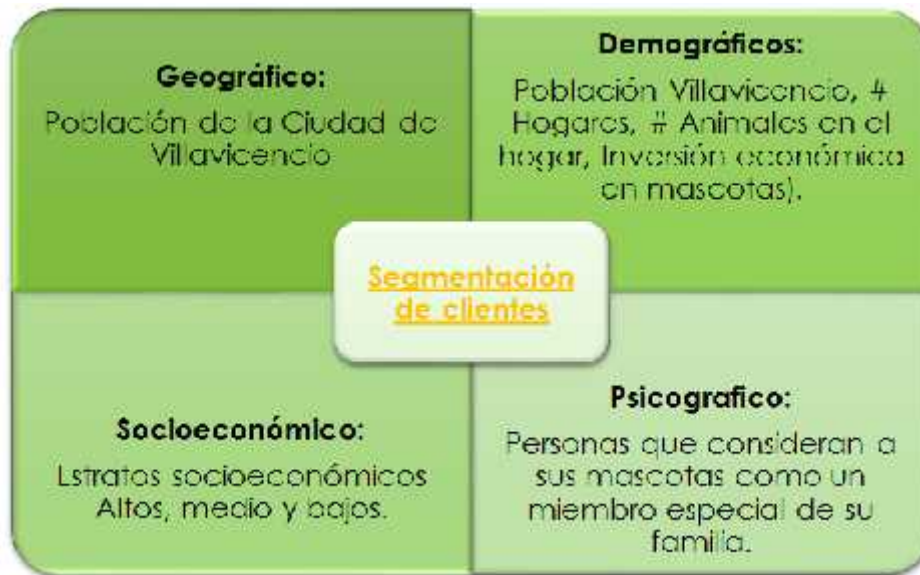 Geográfico:
Población de la Ciudad de
Villavicencio
Demográficos:
Población Villavicencio, #
Hogares, # Animales en el
hogar, Inversión económica
en mascotas).
Segmentación
de clientes
Socioeconómico:
Estratos socioeconómicos
Altos, medio y bajos.
Psicografico:
Personas que consideran a
sus mascotas como un
miembro especial de su
familia.